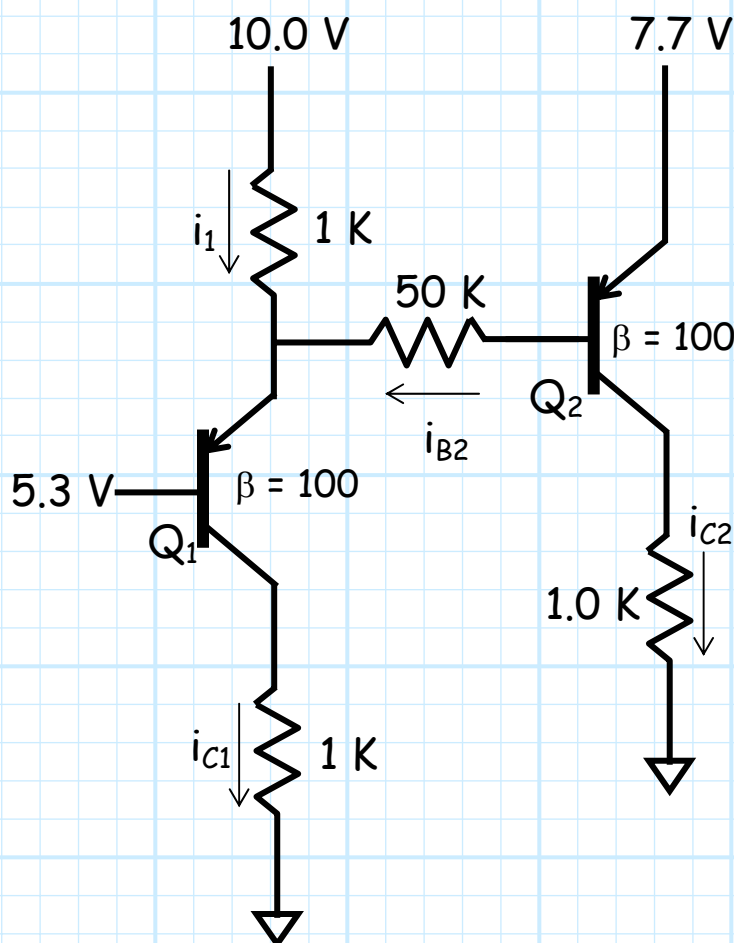 10.0 V
7.7 V
i1
1 K
50 K
β = 100
Q2
iB2
5.3 V
β = 100
Q1
iC2
1.0 K
iC1
1 K